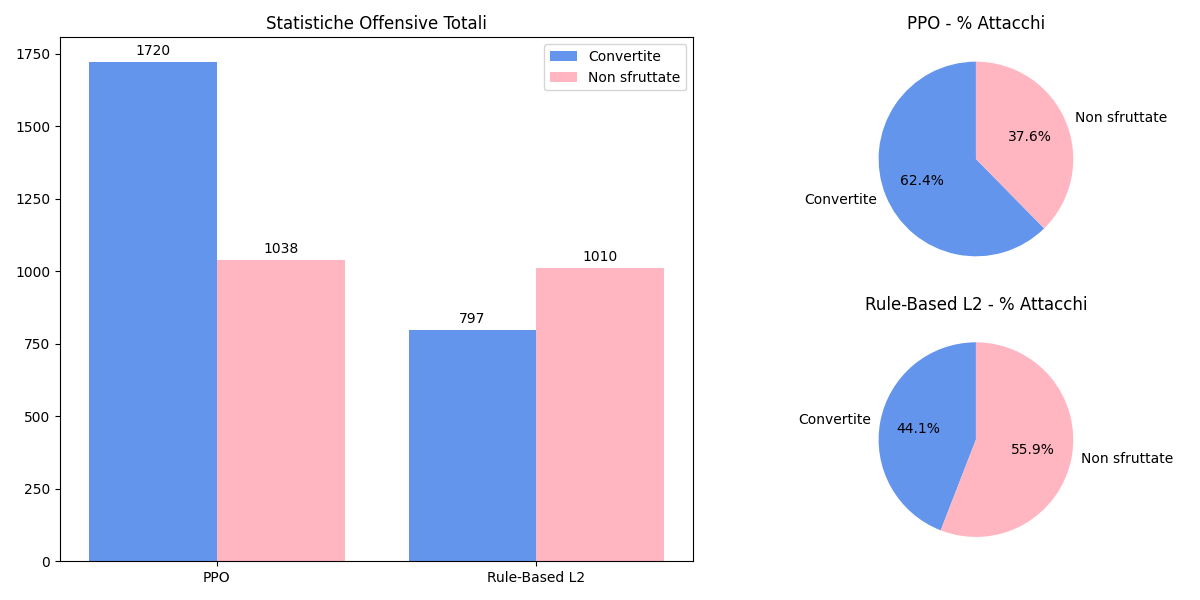 Statistiche Offensive Totali
1750
1500
1250
1000
750
500
250
0
1720
1038
797
1010
Convertite
Non sfruttate
PPO
Rule-Based L2
PPO - % Attacchi
Non sfruttate
37.6%
62.4%
Convertite
Rule-Based L2 - % Attacchi
Convertite
44.1%
55.9%
Non sfruttate